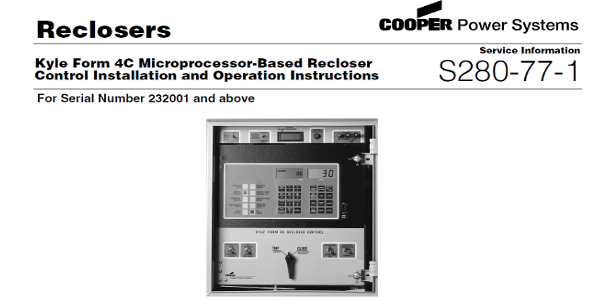 Reclosers
COOPER Power Systems
Service Information
Kyle Form 4C Microprocessor-Based Recloser
Control Installation and Operation Instructions
S280-77-1
For Serial Number 232001 and above
30
KYLE FORM 4C RECLOSER CONTROL
TRIP
CLOSE
COOPER